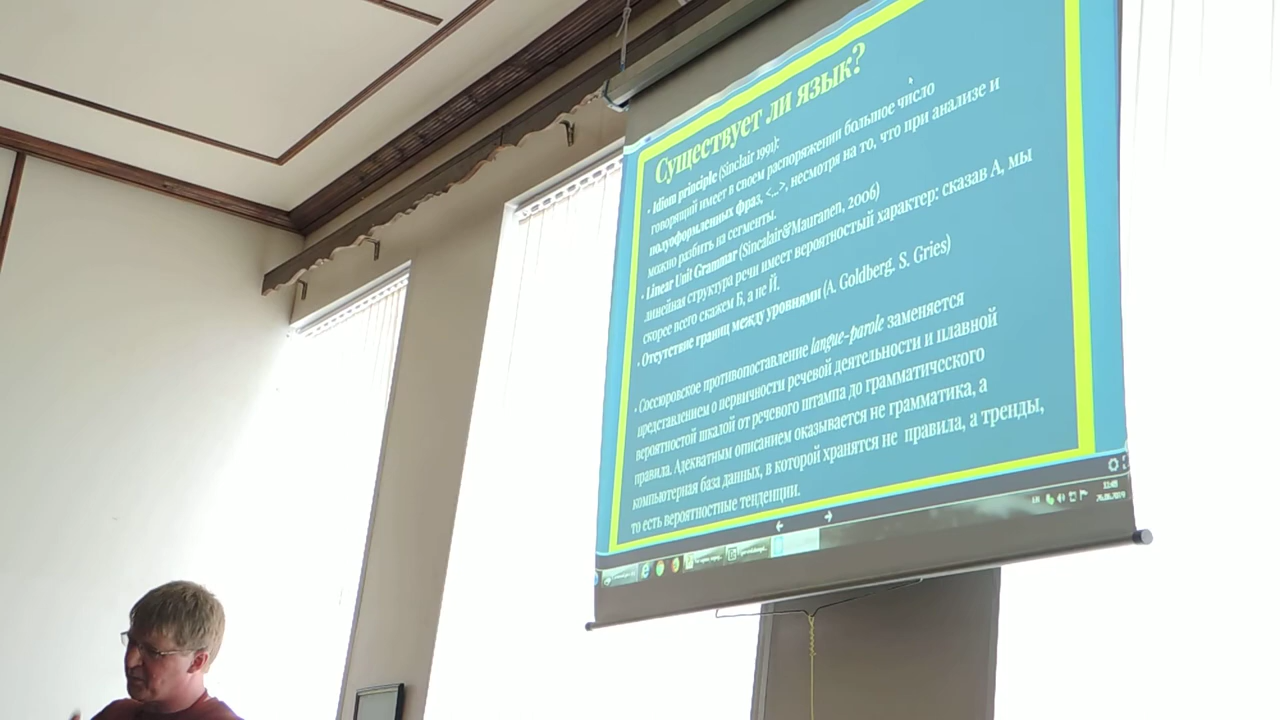 Существует ли язык?
• Idiom principle (Sinclair 1991):
говорящий имеет в своем распоряжении большое число
полуоформленных фраз, <...>, несмотря на то, что при анализе и
можно разбить на сегменты.
• Linear Unit Grammar (Sincalair&Mauranen, 2006)
линейная структура речи имеет вероятностый характер: сказав А, мы
скорее всего скажем Б, а не Й.
• Отсутствие границ между уровнями (A. Goldberg. S. Gries)
• Соссюровское противопоставление langue-parole заменяется
представлением о первичности речевой деятельности и плавной
вероятостой шкалой от речевого штампа до грамматического
правила. Адекватным описанием оказывается не грамматика, а
компьютерная база данных, в которой хранятся не правила, а тренды,
то есть вероятностные тенденции.